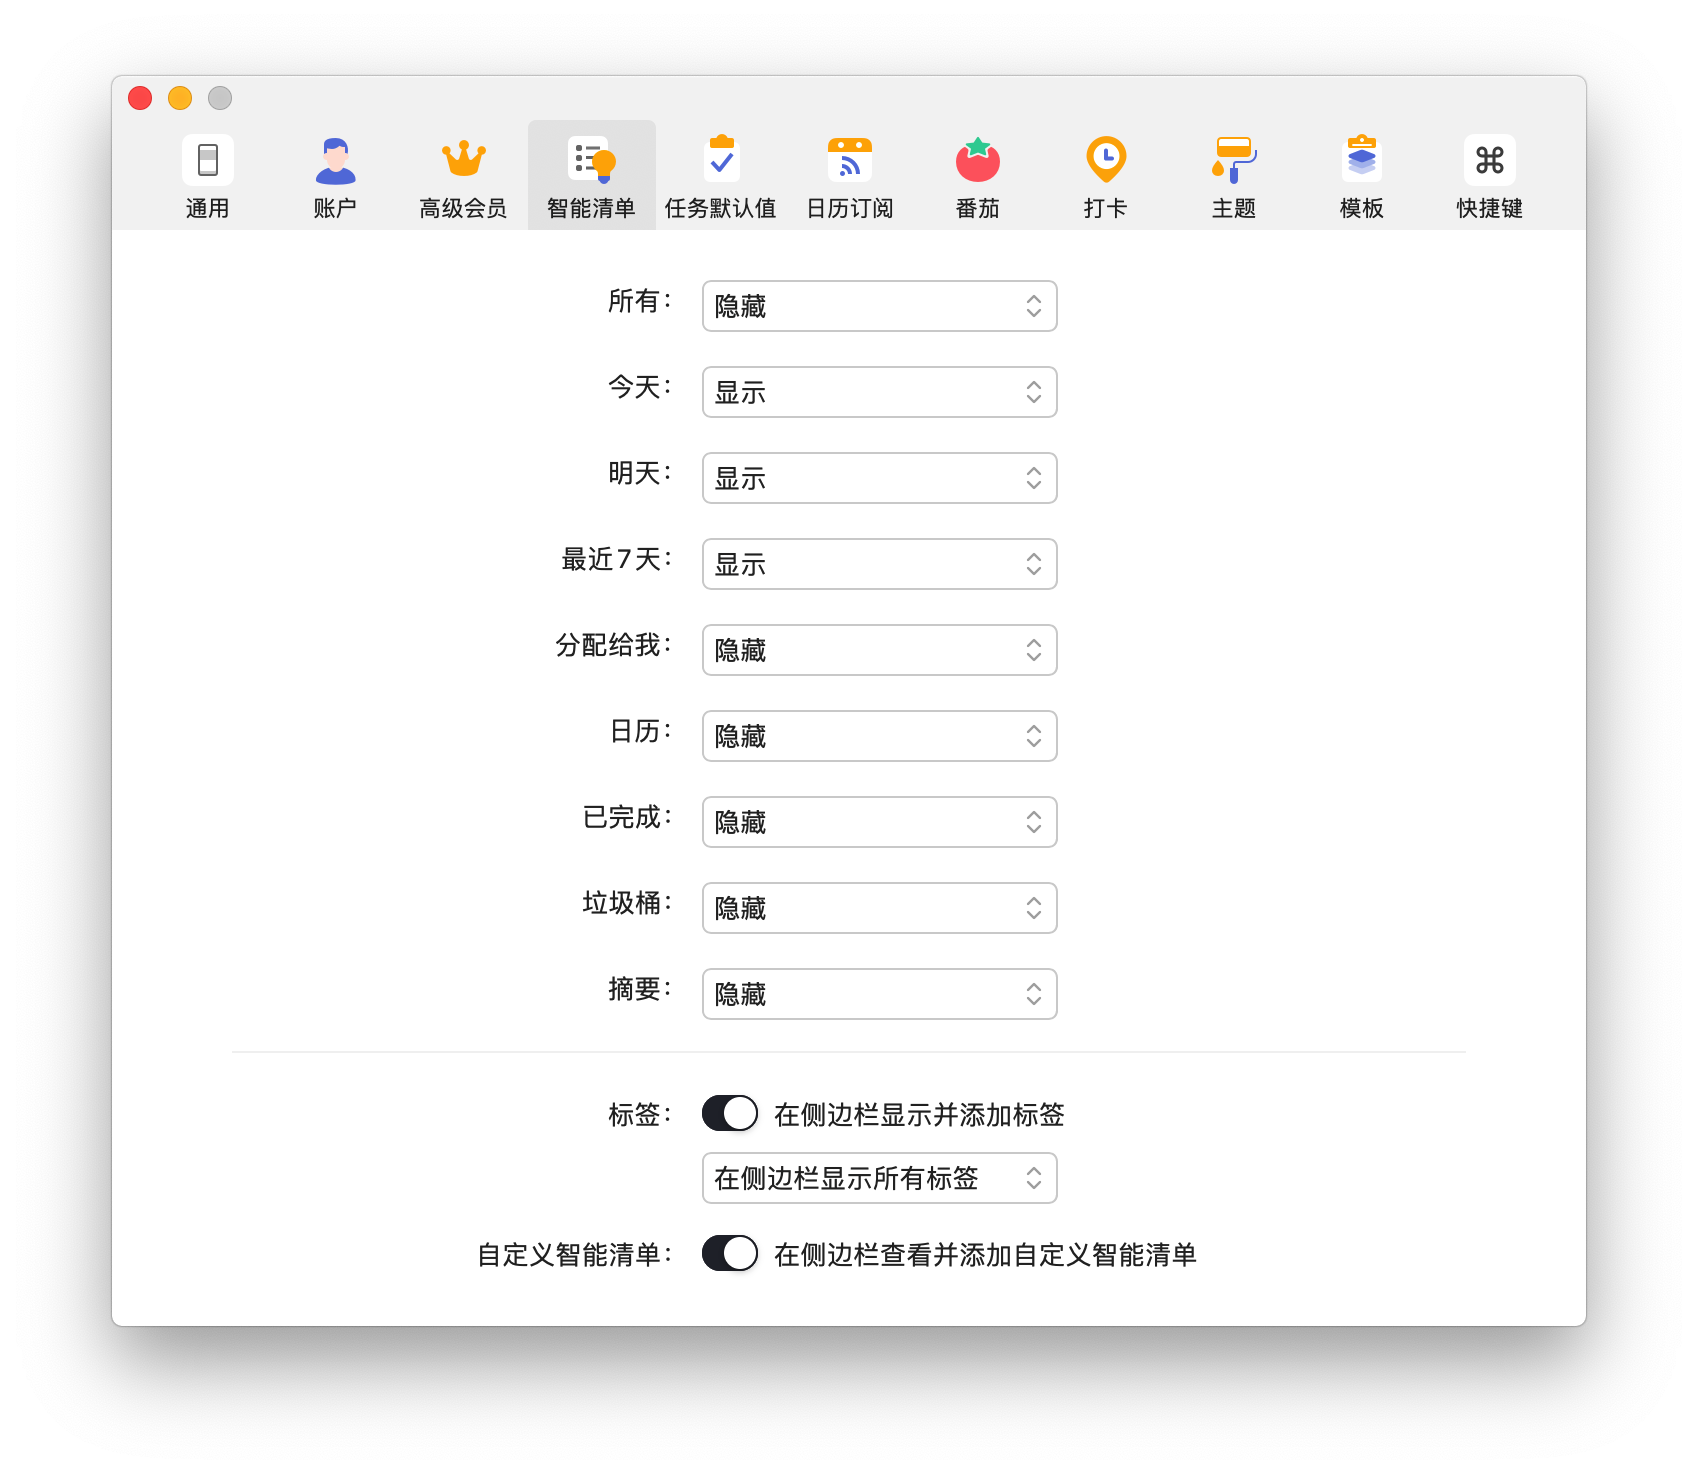 通用 账户 高级会员 智能清单 任务默认值 日历订阅 番茄 打卡 主题 模板 快捷键
所有： 隐藏
今天： 显示
明天： 显示
最近7天： 显示
分配给我： 隐藏
日历： 隐藏
已完成： 隐藏
垃圾桶： 隐藏
摘要： 隐藏
标签： 在侧边栏显示并添加标签
在侧边栏显示所有标签
自定义智能清单： 在侧边栏查看并添加自定义智能清单